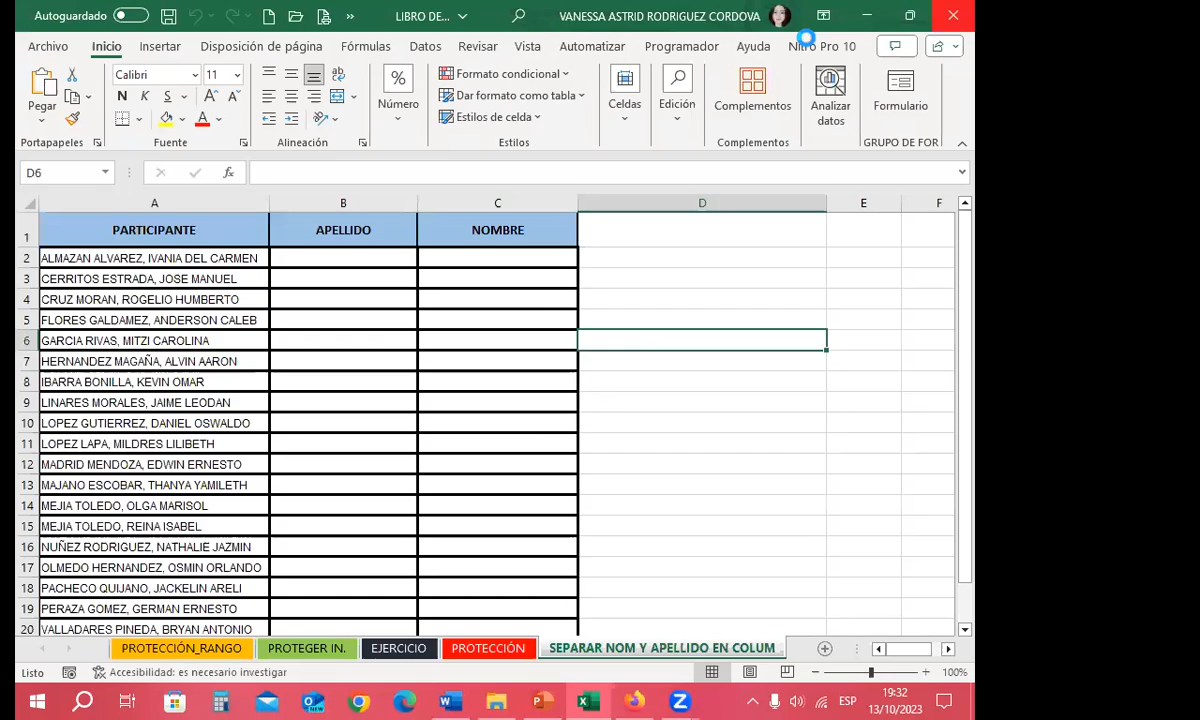 Autoguardado
LIBRO DE...
VANESSA ASTRID RODRIGUEZ CORDOVA
Archivo Inicio Insertar Disposición de página Fórmulas Datos Revisar Vista Automatizar Programador Ayuda Nitro Pro 10
Pegar
Calibri 11
N K S
Número
Formato condicional
Dar formato como tabla
Estilos de celda
Celdas
Edición
Complementos
Analizar datos
Formulario
Portapapeles Fuente Alineación Estilos Complementos GRUPO DE FOR
D6
fx
A B C D E F
1 PARTICIPANTE APELLIDO NOMBRE
2 ALMAZAN ALVAREZ, IVANIA DEL CARMEN
3 CERRITOS ESTRADA, JOSE MANUEL
4 CRUZ MORAN, ROGELIO HUMBERTO
5 FLORES GALDAMEZ, ANDERSON CALEB
6 GARCIA RIVAS, MITZI CAROLINA
7 HERNANDEZ MAGAÑA, ALVIN AARON
8 IBARRA BONILLA, KEVIN OMAR
9 LINARES MORALES, JAIME LEODAN
10 LOPEZ GUTIERREZ, DANIEL OSWALDO
11 LOPEZ LAPA, MILDRES LILIBETH
12 MADRID MENDOZA, EDWIN ERNESTO
13 MAJANO ESCOBAR, THANYA YAMILETH
14 MEJIA TOLEDO, OLGA MARISOL
15 MEJIA TOLEDO, REINA ISABEL
16 NUÑEZ RODRIGUEZ, NATHALIE JAZMIN
17 OLMEDO HERNANDEZ, OSMIN ORLANDO
18 PACHECO QUIJANO, JACKELIN ARELI
19 PERAZA GOMEZ, GERMAN ERNESTO
20 VALLADARES PINEDA, BRYAN ANTONIO
PROTECCIÓN_RANGO PROTEGER IN. EJERCICIO PROTECCIÓN SEPARAR NOM Y APELLIDO EN COLUM
Listo Accesibilidad: es necesario investigar 100%
ESP
19:32
13/10/2023